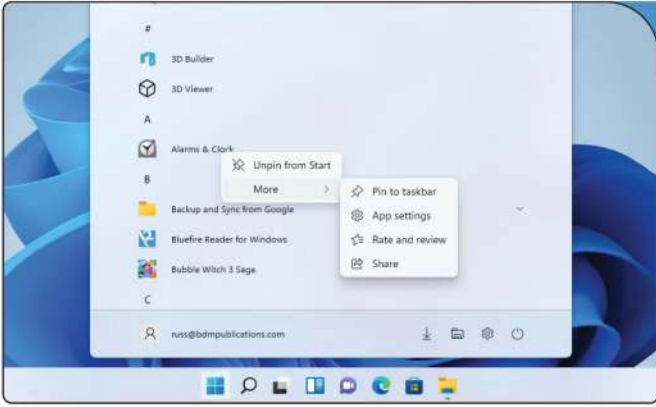 #
3D Builder
3D Viewer
A
Alarms & Clock
Unpin from Start
More
Pin to taskbar
App settings
Rate and review
Share
B
Backup and Sync from Google
Bluefire Reader for Windows
Bubble Witch 3 Saga
C
russ@bdmpublications.com